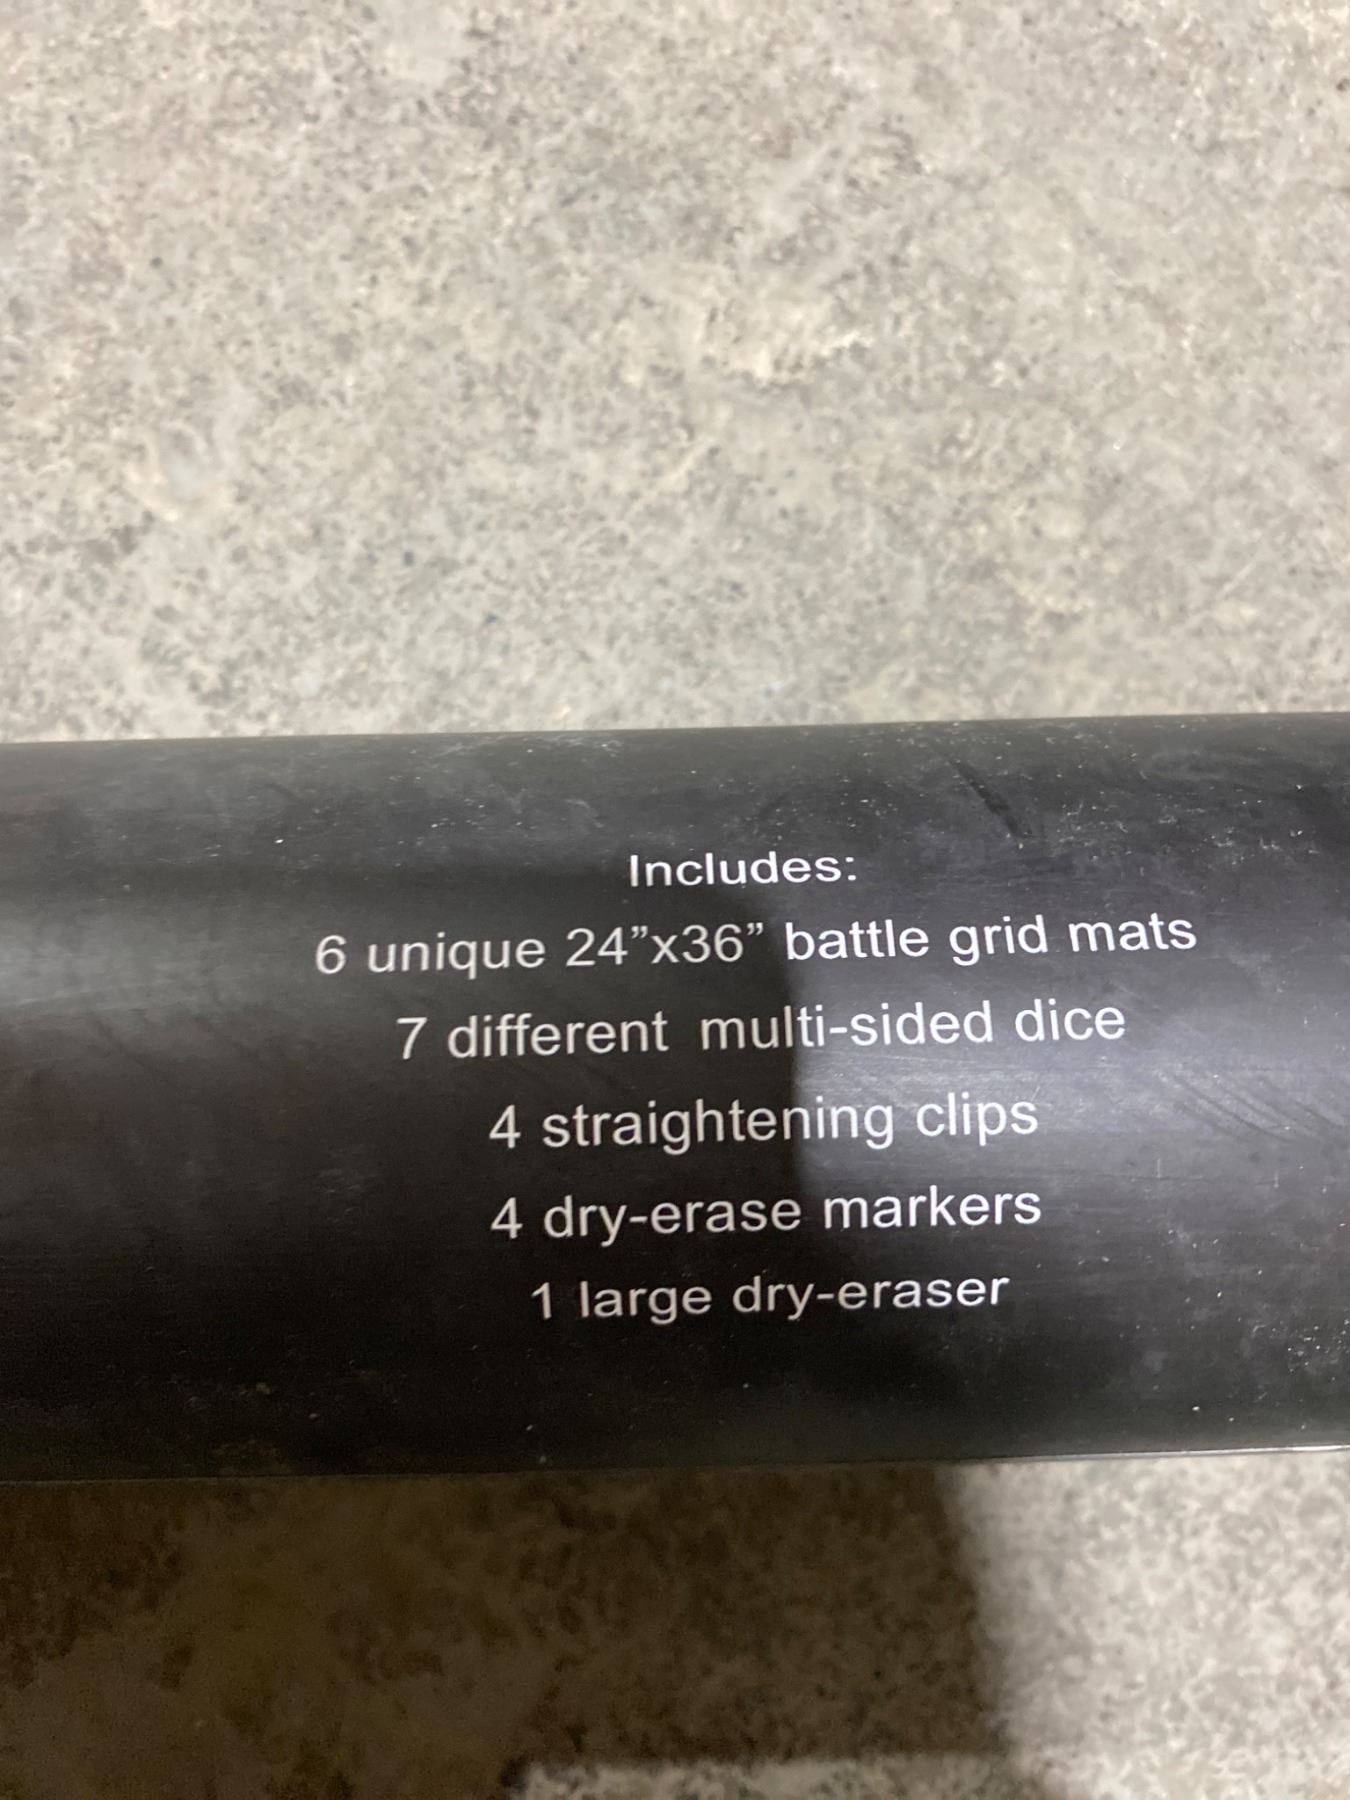 Includes:
6 unique 24”x36” battle grid mats
7 different multi-sided dice
4 straightening clips
4 dry-erase markers
1 large dry-eraser